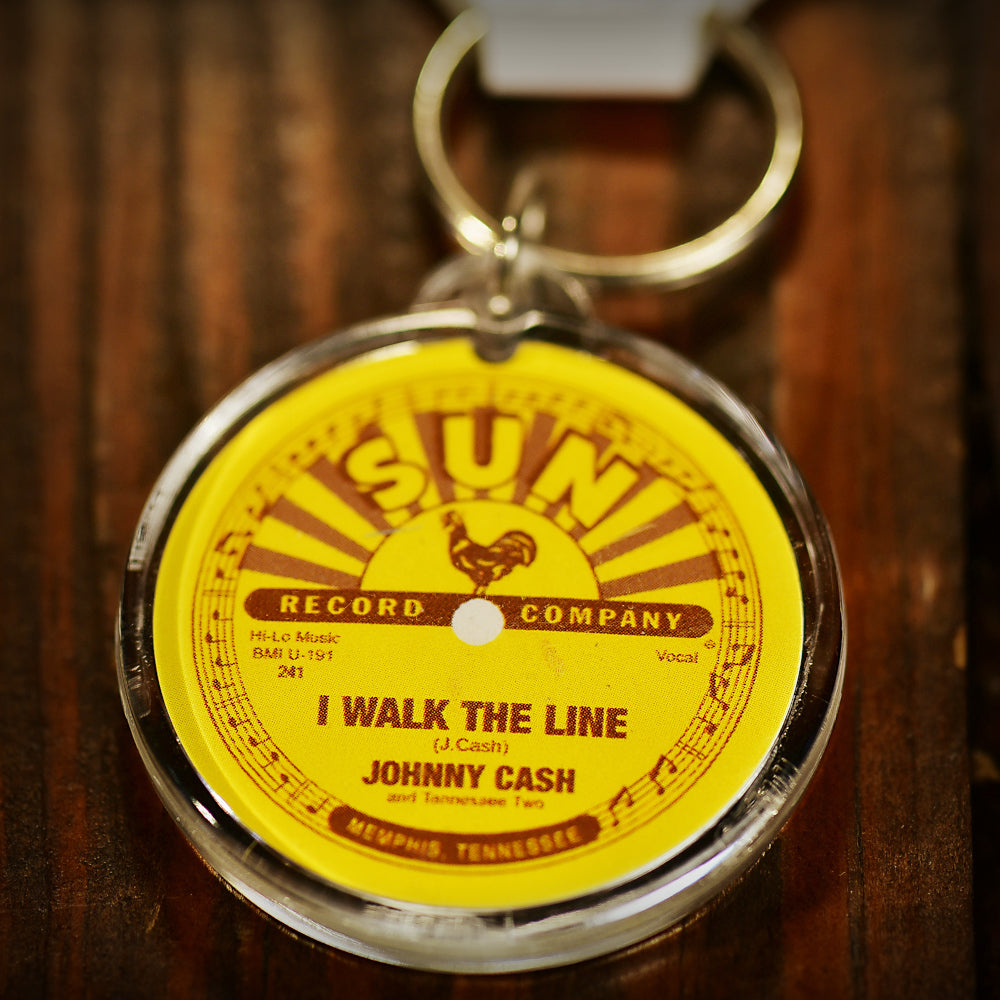 SUN
RECORD COMPANY
Hi-Lo Music
BMI U-191
241
Vocal
I WALK THE LINE
(J.Cash)
JOHNNY CASH
and Tennessee Two
MEMPHIS, TENNESSEE